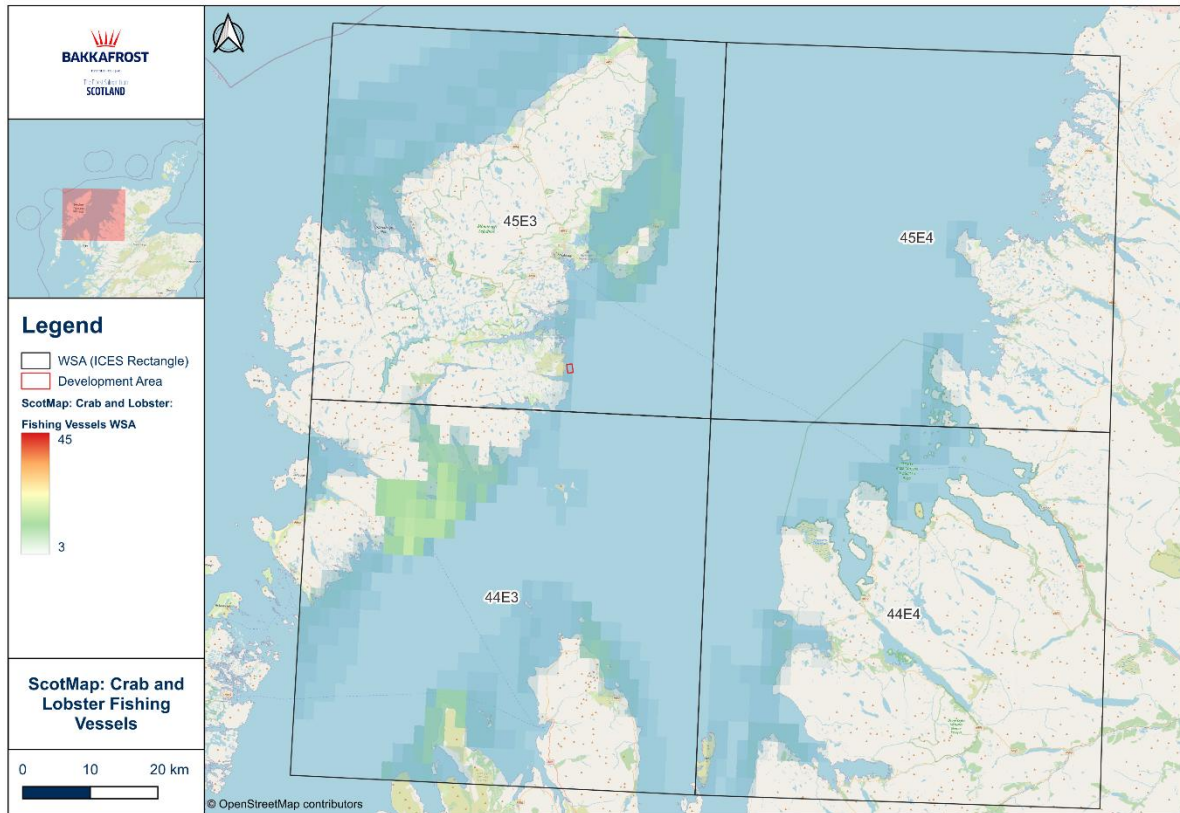 BAKKAFROST
SCOTLAND
Legend
WSA (ICES Rectangle)
Development Area
ScotMap: Crab and Lobster:
Fishing Vessels WSA
45
3
ScotMap: Crab and
Lobster Fishing
Vessels
0 10 20 km
45E3
45E4
44E3
44E4
© OpenStreetMap contributors